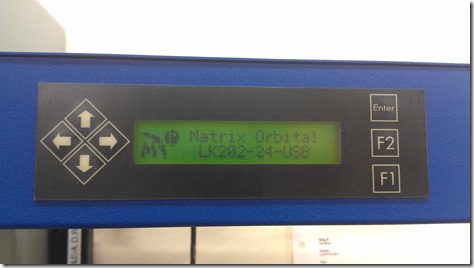 Matrix Orbital
LK202-24-USB
Enter
F2
F1